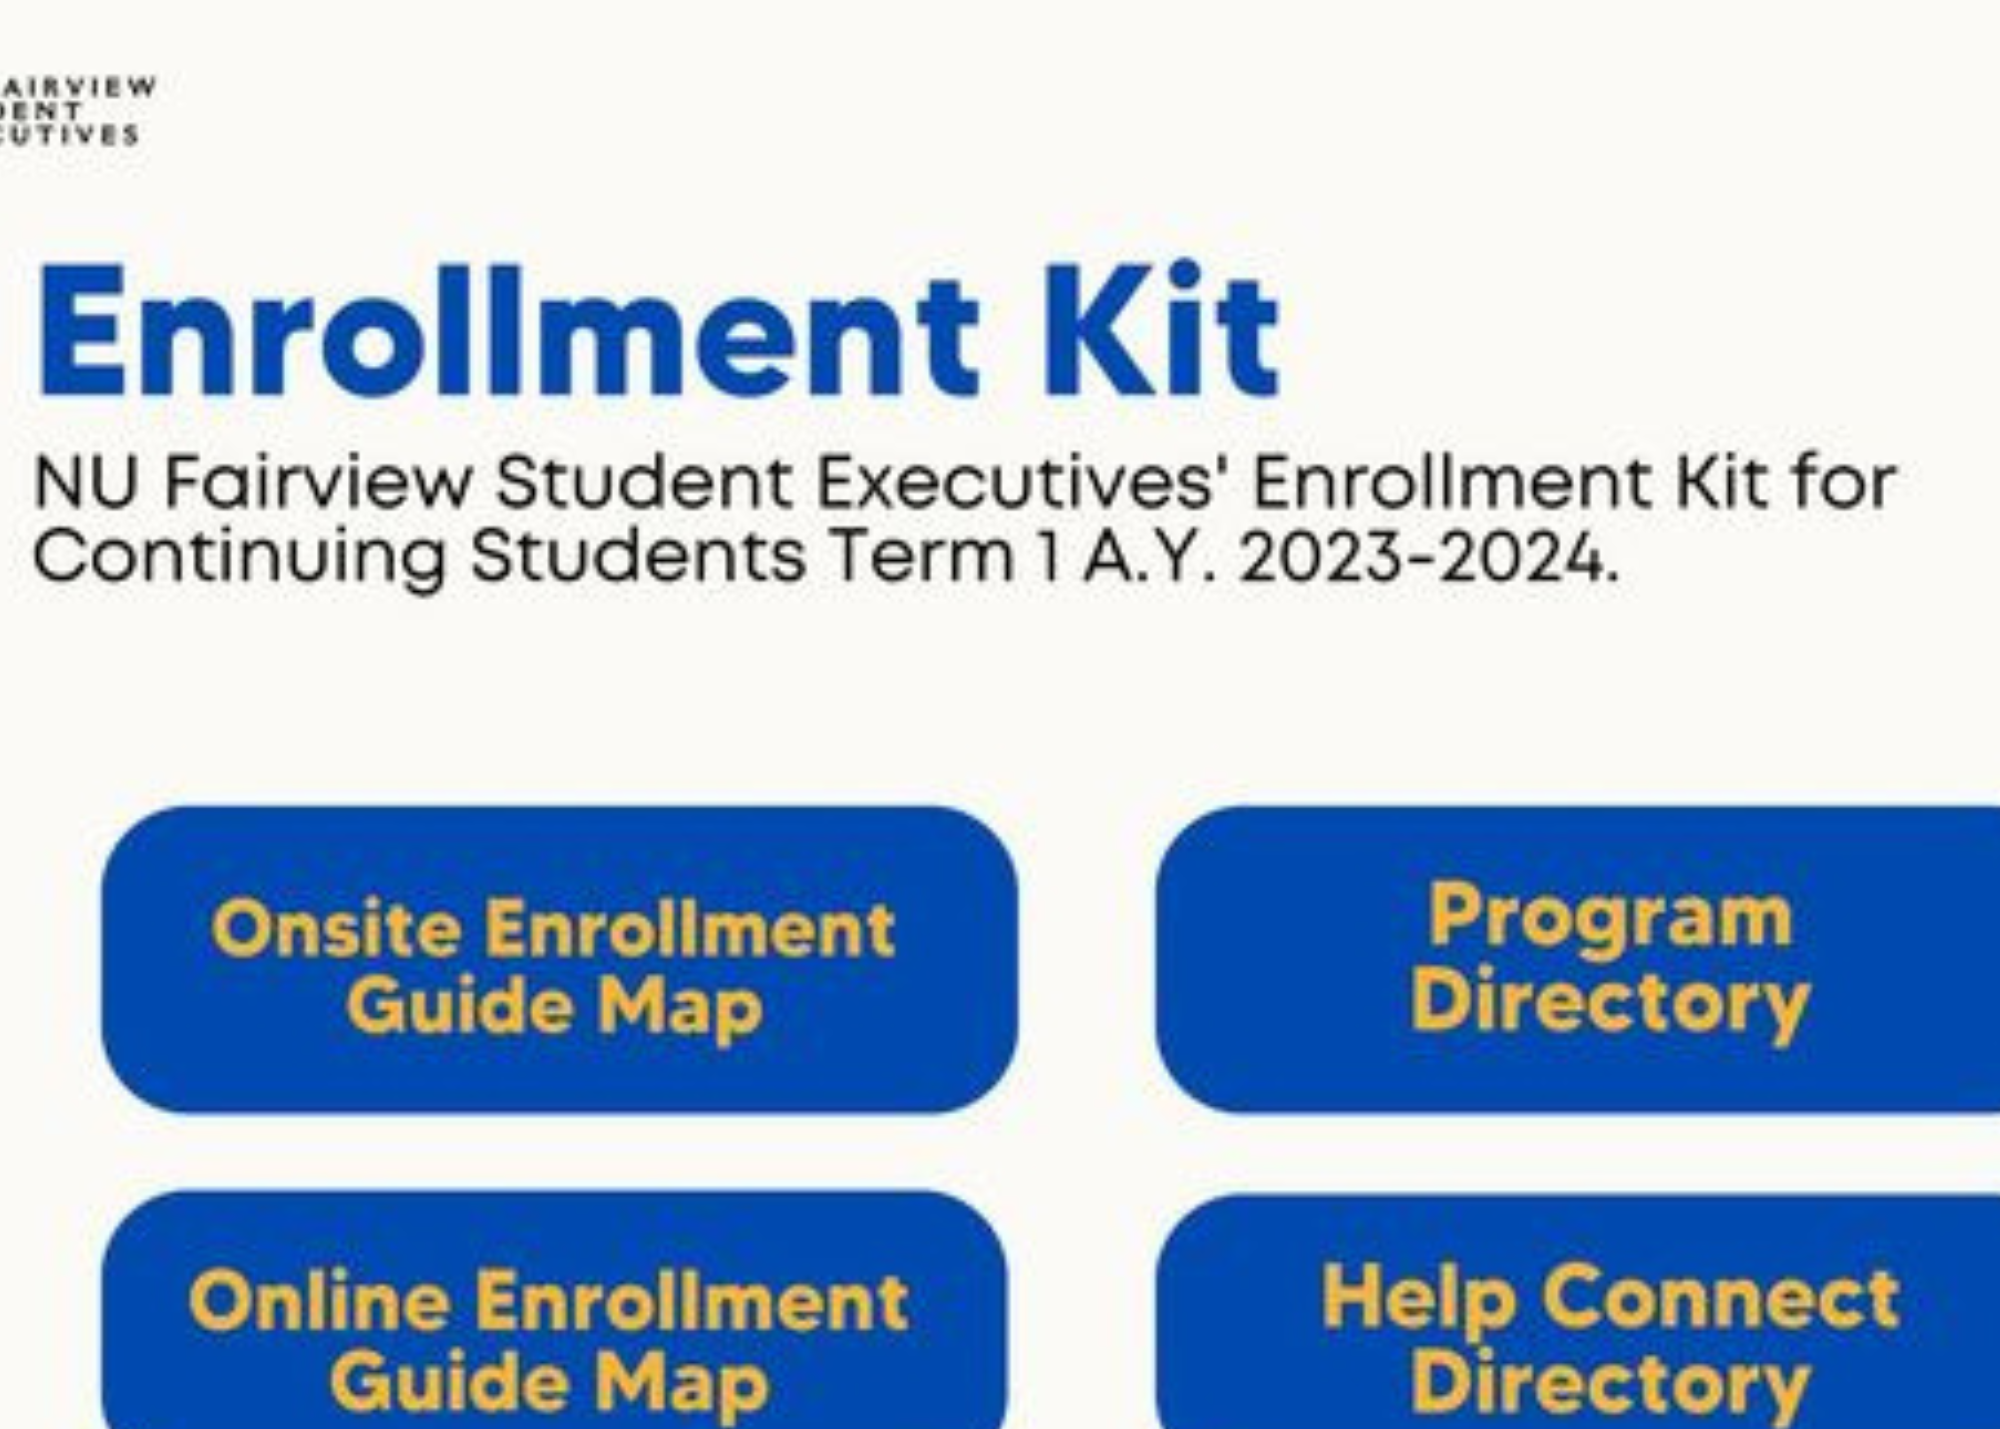 AIRVIEW
DENT
CUTIVES
Enrollment Kit
NU Fairview Student Executives' Enrollment Kit for
Continuing Students Term 1 A.Y. 2023-2024.
Onsite Enrollment
Guide Map
Program
Directory
Online Enrollment
Guide Map
Help Connect
Directory